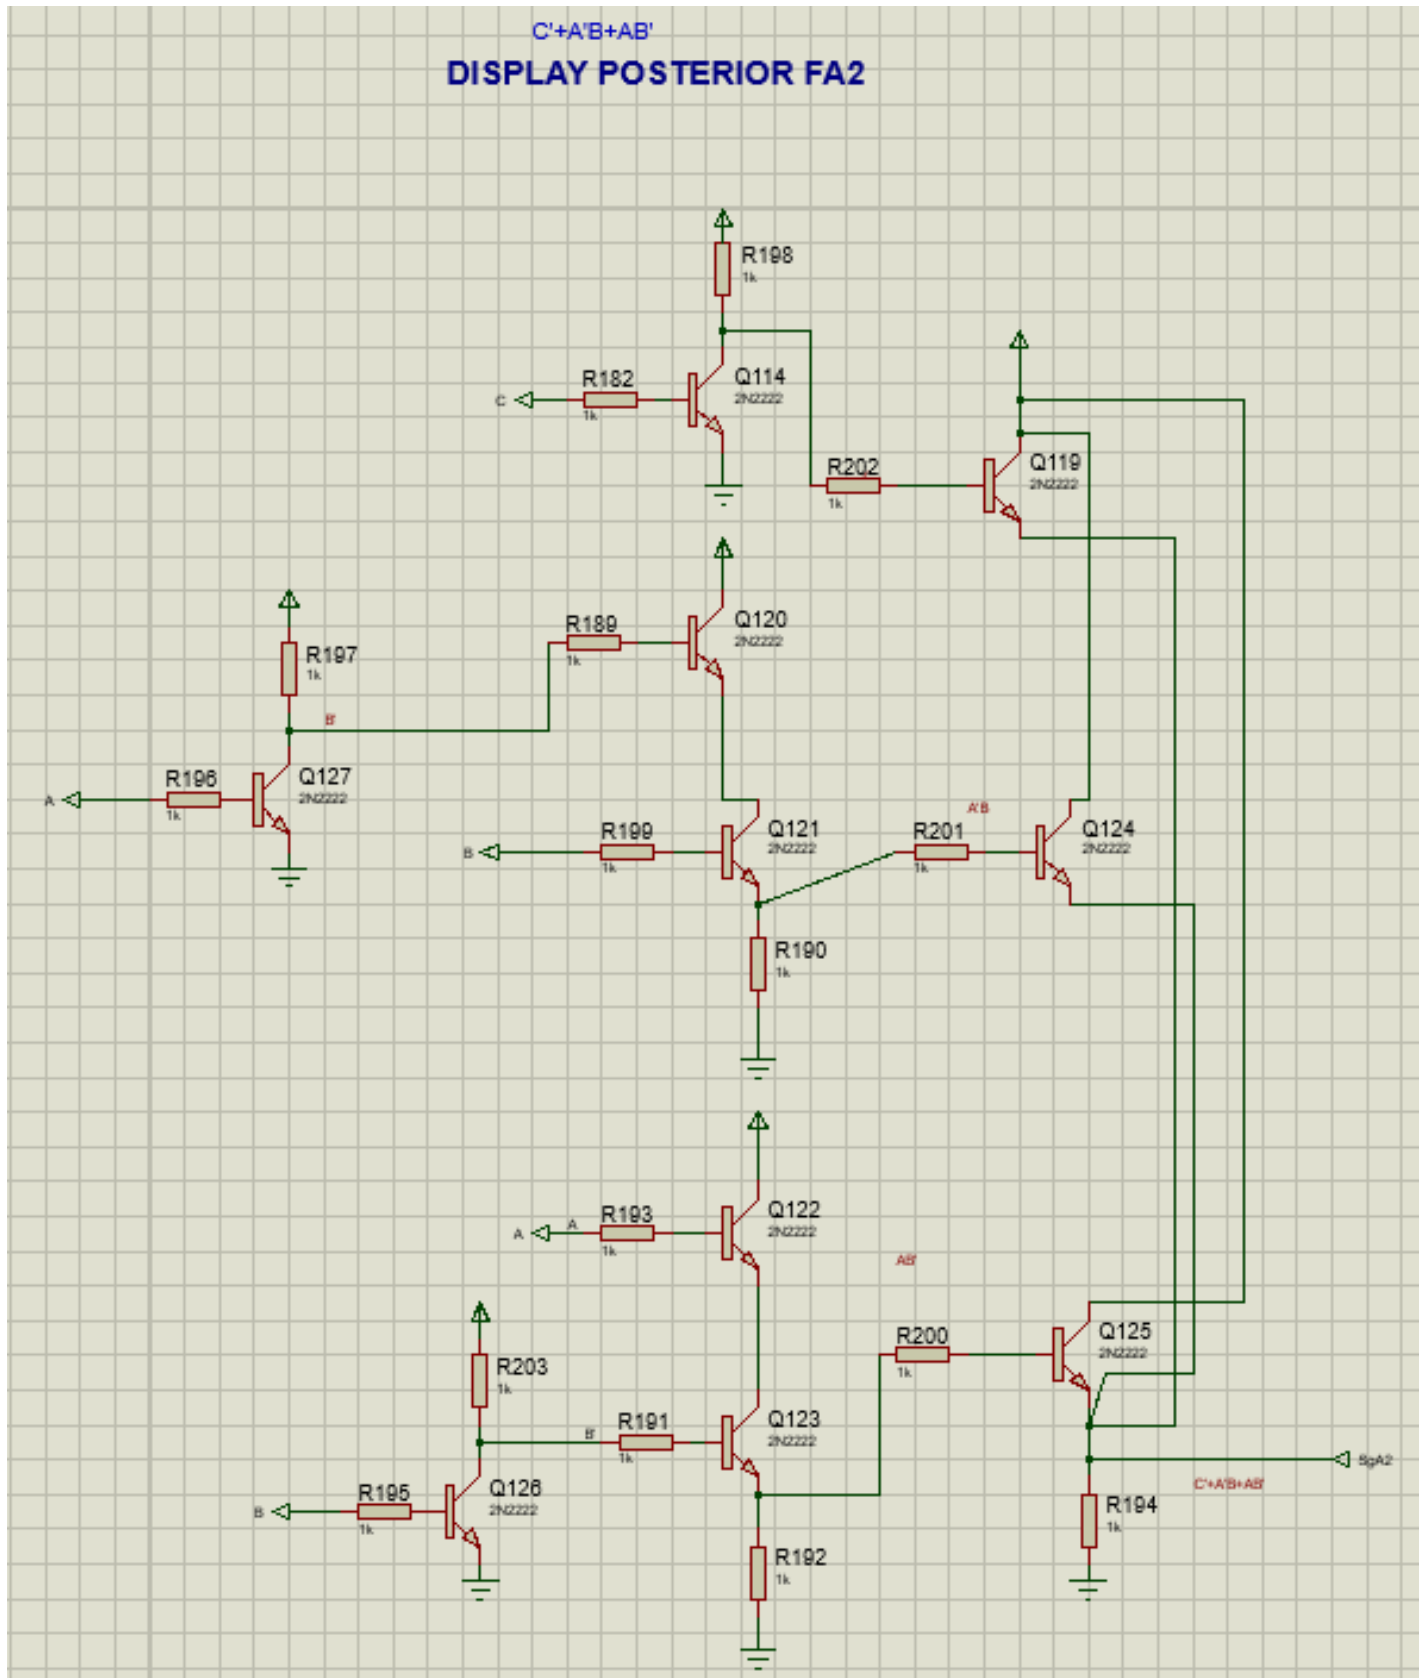 C'+A'B+AB'
DISPLAY POSTERIOR FA2
R198
1k
R182
1k
C
Q114
2N2222
R202
1k
Q119
2N2222
R189
1k
Q120
2N2222
R197
1k
B'
R196
1k
A
Q127
2N2222
R199
1k
B
Q121
2N2222
A'B
R201
1k
Q124
2N2222
R190
1k
R193
1k
A
A
Q122
2N2222
AB'
R200
1k
Q125
2N2222
R203
1k
B'
R191
1k
Q123
2N2222
R195
1k
B
Q126
2N2222
SgA2
C'+A'B+AB'
R194
1k
R192
1k